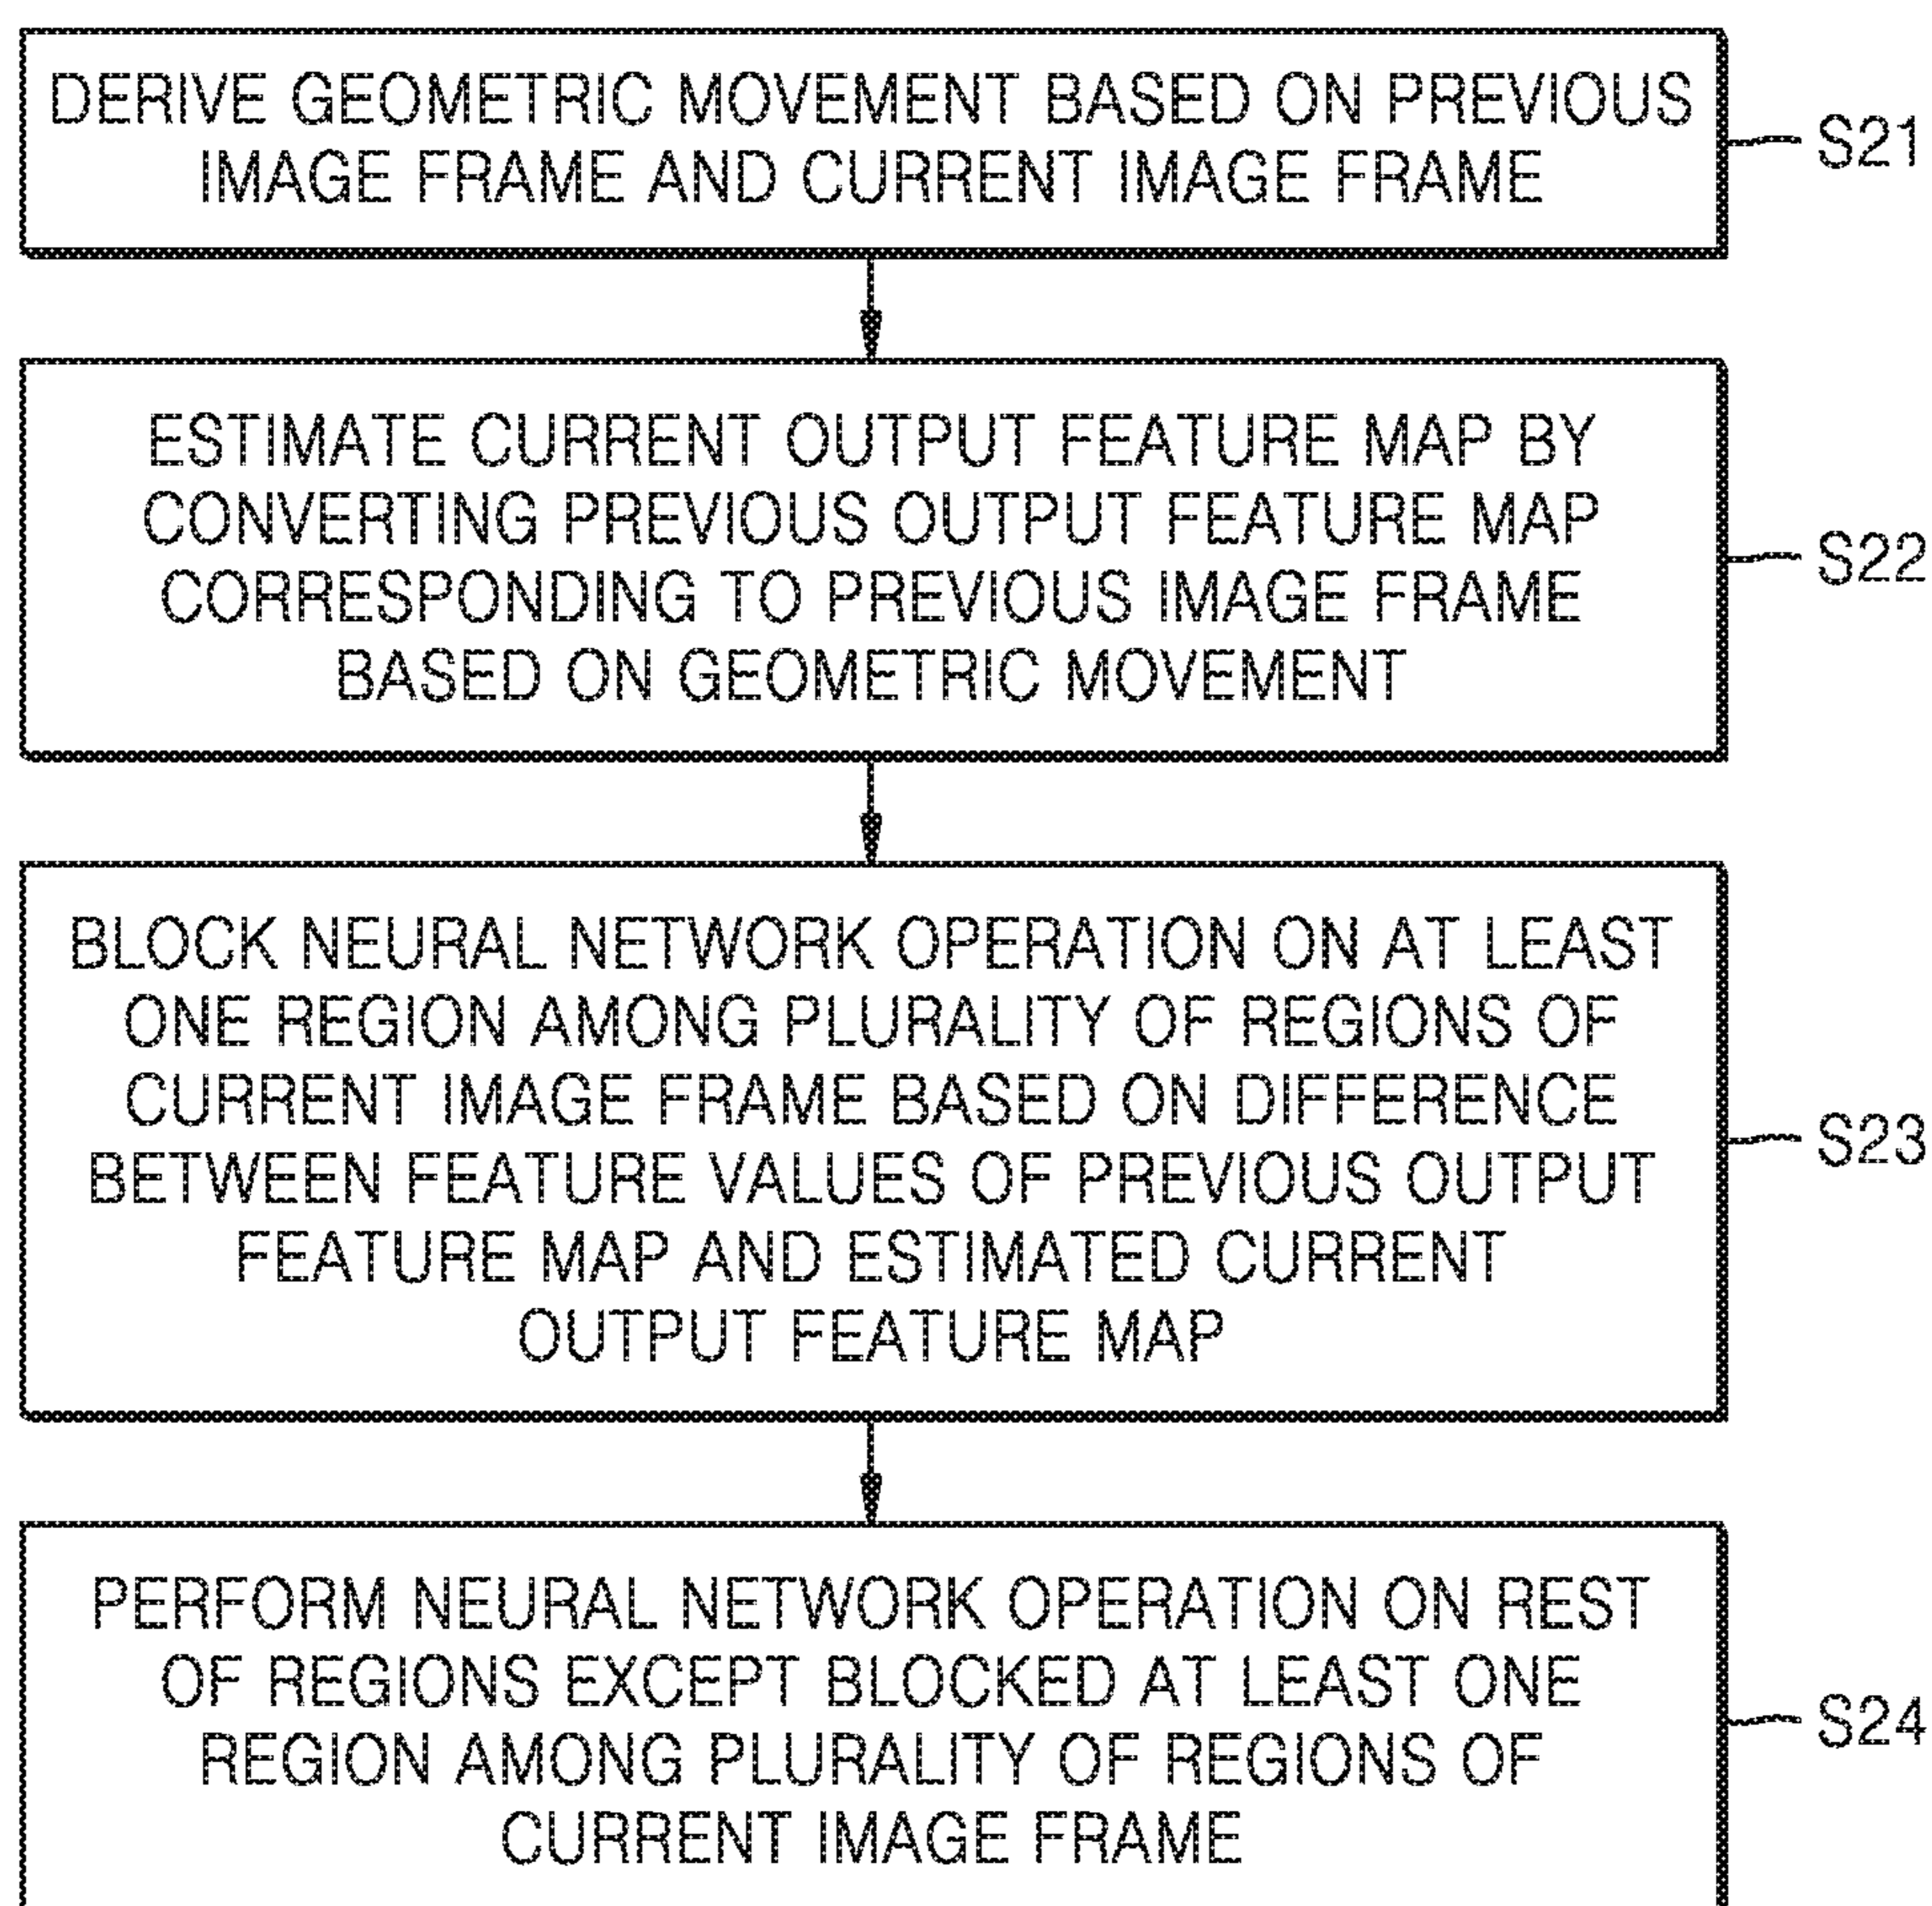 DERIVE GEOMETRIC MOVEMENT BASED ON PREVIOUS
IMAGE FRAME AND CURRENT IMAGE FRAME
S21
ESTIMATE CURRENT OUTPUT FEATURE MAP BY
CONVERTING PREVIOUS OUTPUT FEATURE MAP
CORRESPONDING TO PREVIOUS IMAGE FRAME
BASED ON GEOMETRIC MOVEMENT
S22
BLOCK NEURAL NETWORK OPERATION ON AT LEAST
ONE REGION AMONG PLURALITY OF REGIONS OF
CURRENT IMAGE FRAME BASED ON DIFFERENCE
BETWEEN FEATURE VALUES OF PREVIOUS OUTPUT
FEATURE MAP AND ESTIMATED CURRENT
OUTPUT FEATURE MAP
S23
PERFORM NEURAL NETWORK OPERATION ON REST
OF REGIONS EXCEPT BLOCKED AT LEAST ONE
REGION AMONG PLURALITY OF REGIONS OF
CURRENT IMAGE FRAME
S24